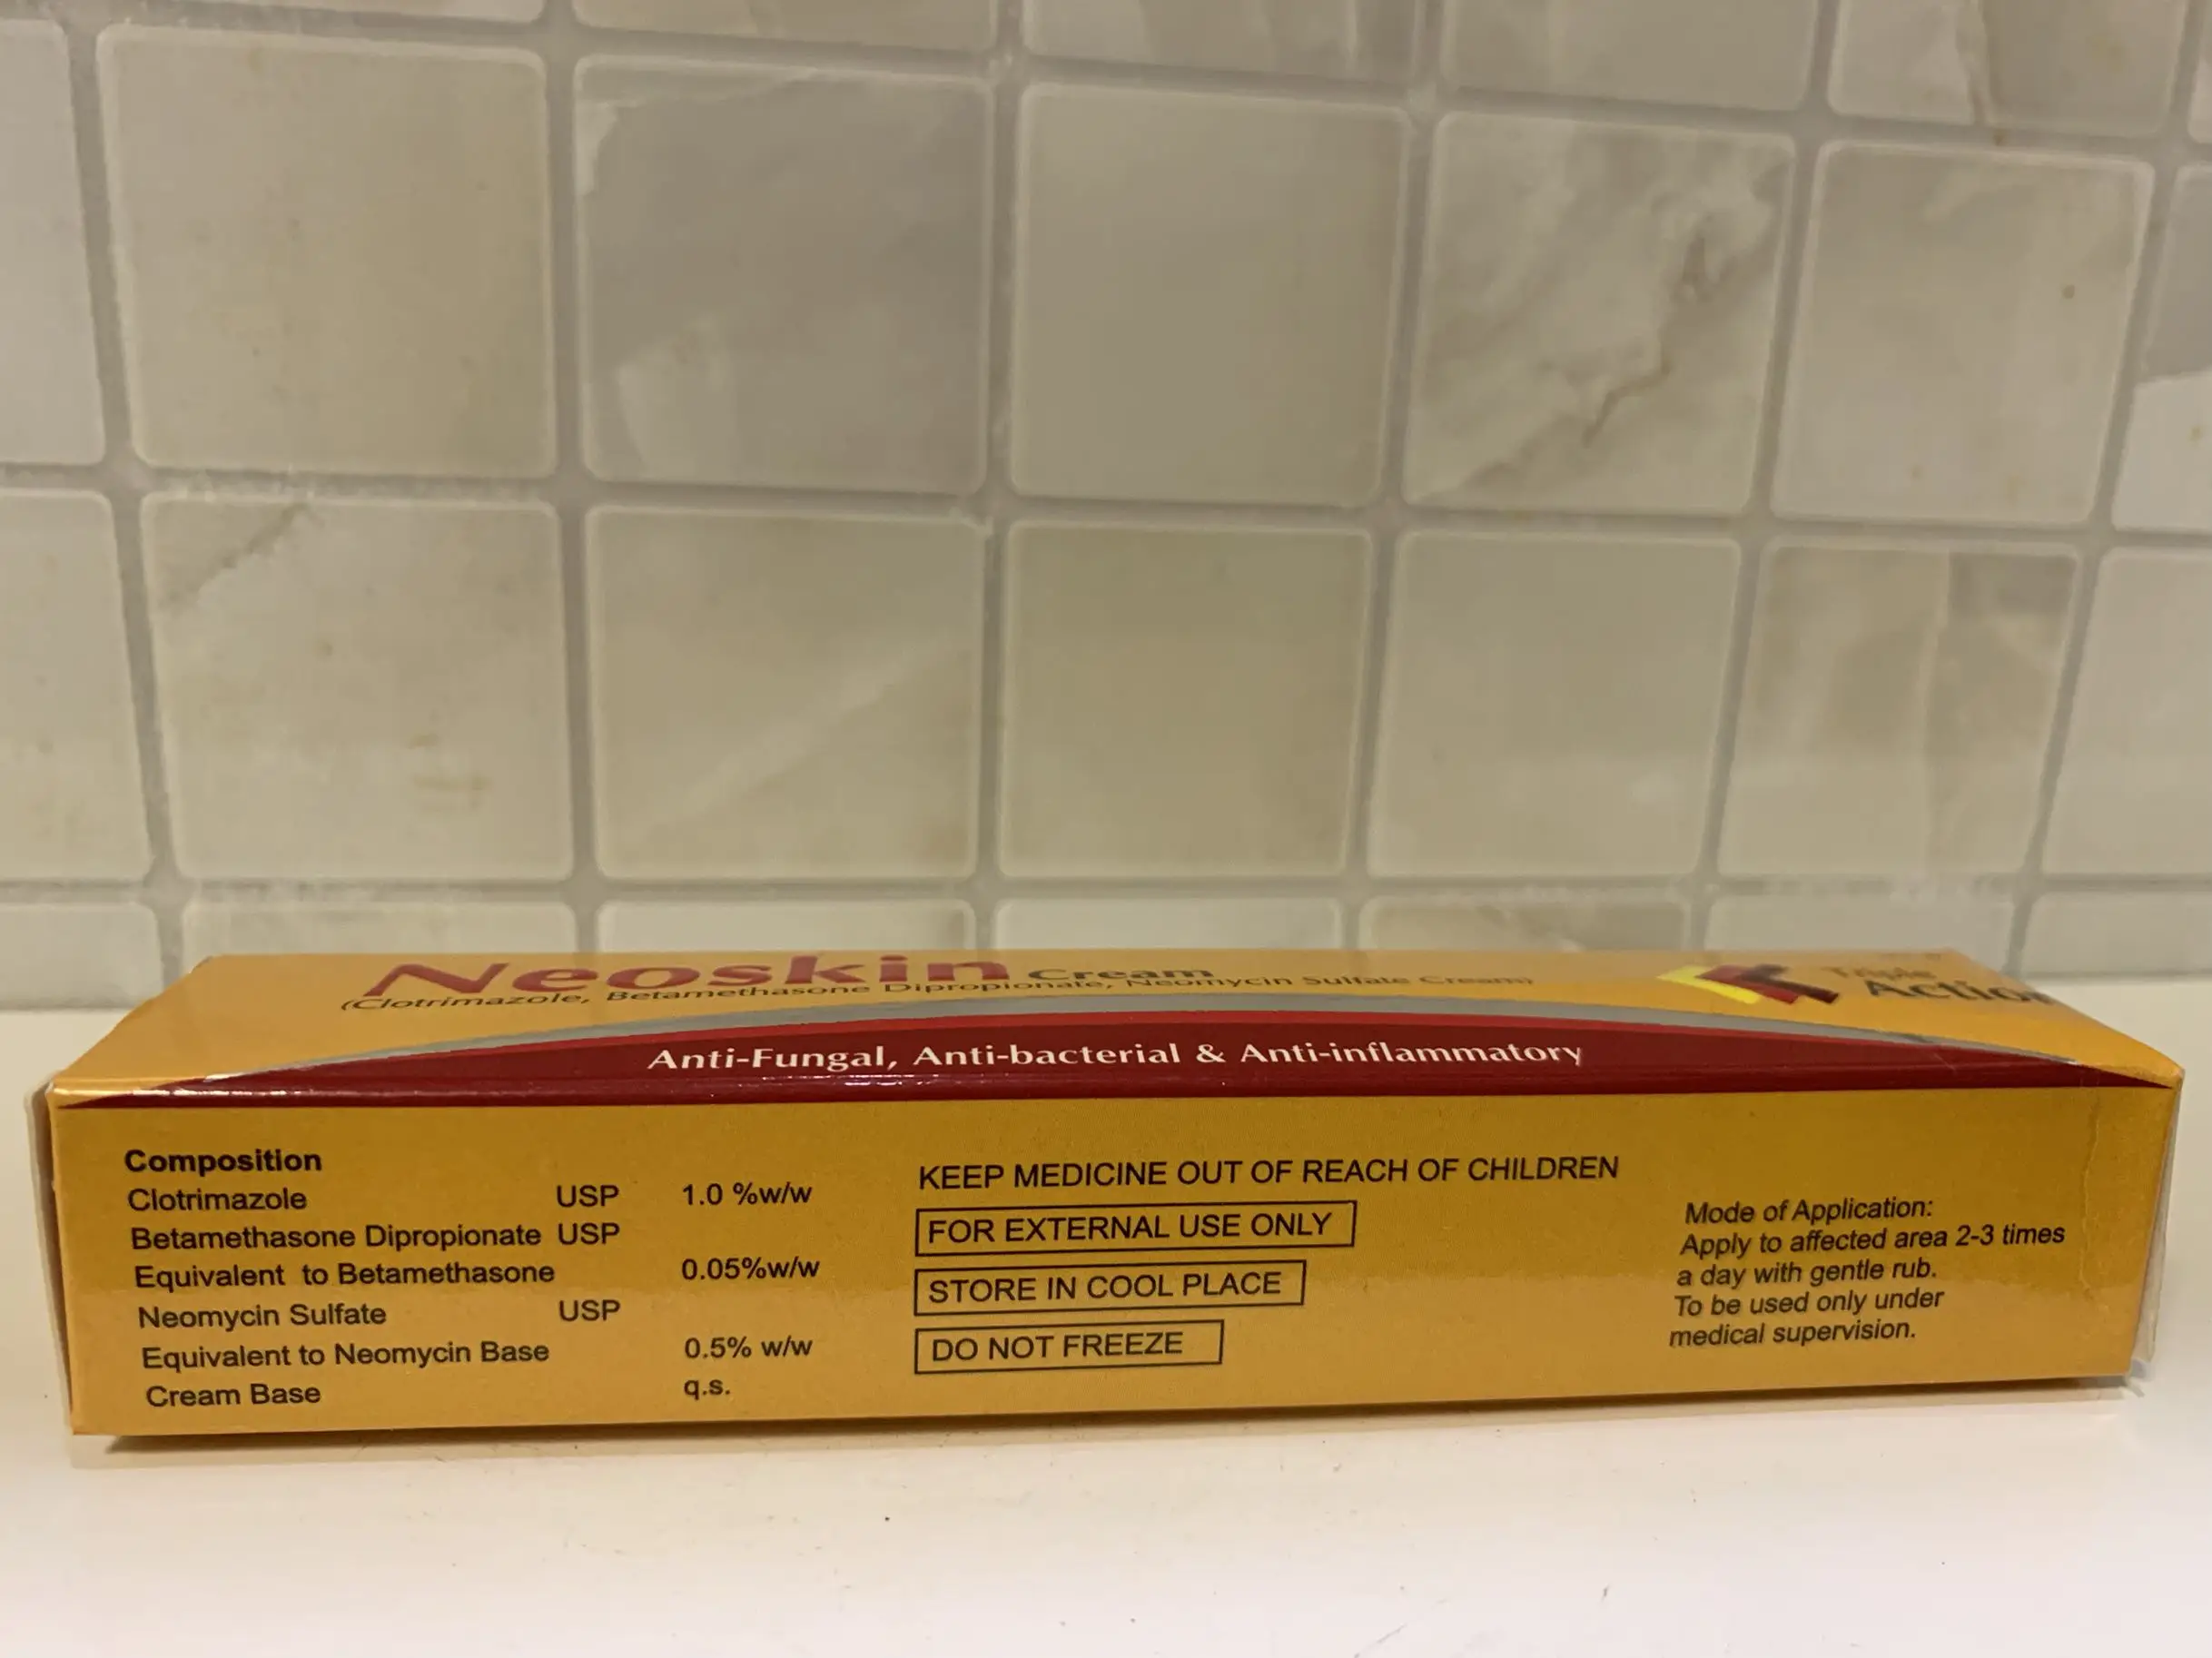 Neoskin Cream
(Clotrimazole, Betamethasone Dipropionate, Neomycin Sulfate Cream)
Triple
Action
Anti-Fungal, Anti-bacterial & Anti-inflammatory
Composition
Clotrimazole USP 1.0 %w/w
Betamethasone Dipropionate USP
Equivalent to Betamethasone 0.05%w/w
Neomycin Sulfate USP
Equivalent to Neomycin Base 0.5% w/w
Cream Base q.s.
KEEP MEDICINE OUT OF REACH OF CHILDREN
FOR EXTERNAL USE ONLY
STORE IN COOL PLACE
DO NOT FREEZE
Mode of Application:
Apply to affected area 2-3 times
a day with gentle rub.
To be used only under
medical supervision.